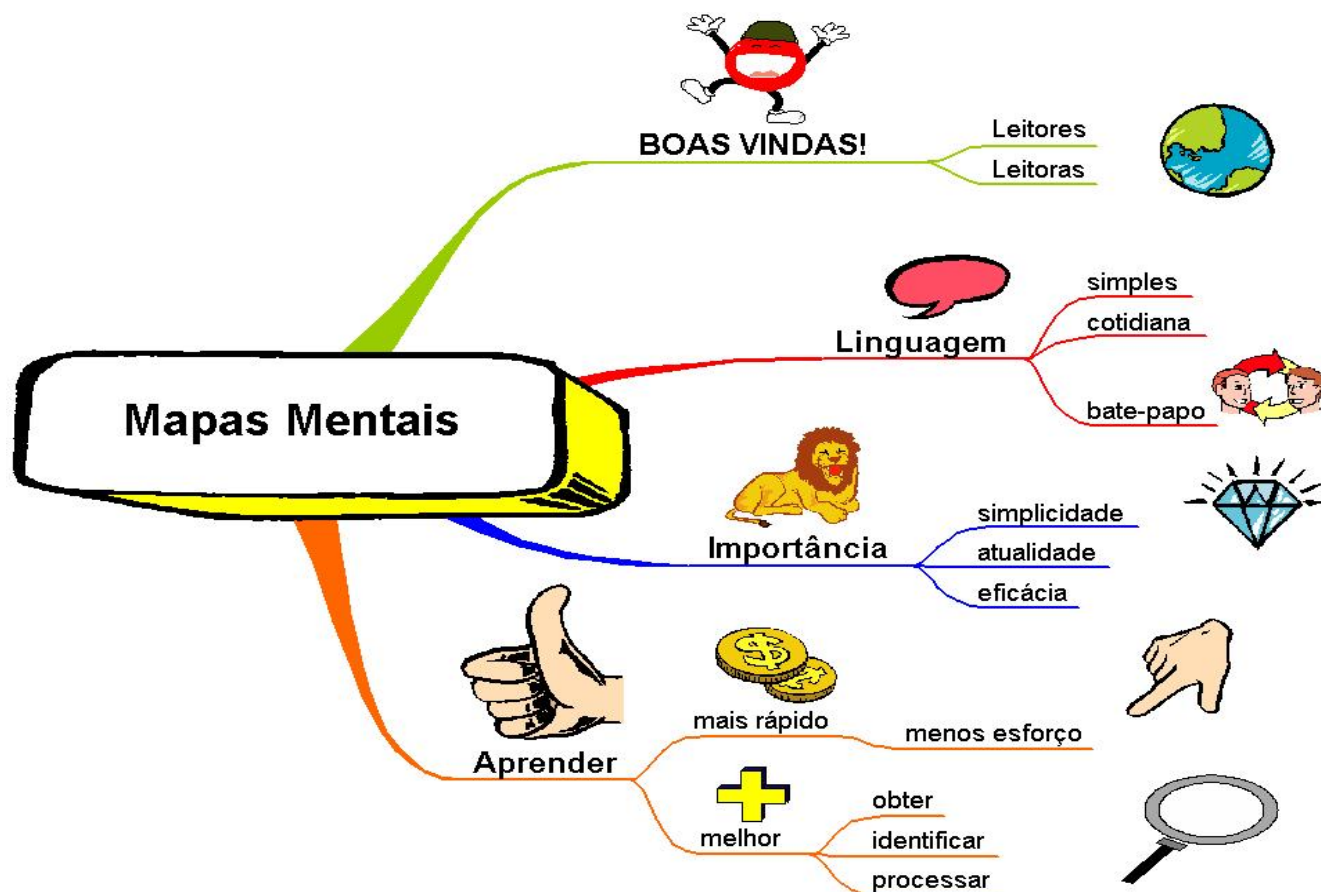 BOAS VINDAS!
Leitores
Leitoras
Mapas Mentais
Linguagem
simples
cotidiana
bate-papo
Importância
simplicidade
atualidade
eficácia
Aprender
mais rápido
menos esforço
melhor
obter
identificar
processar